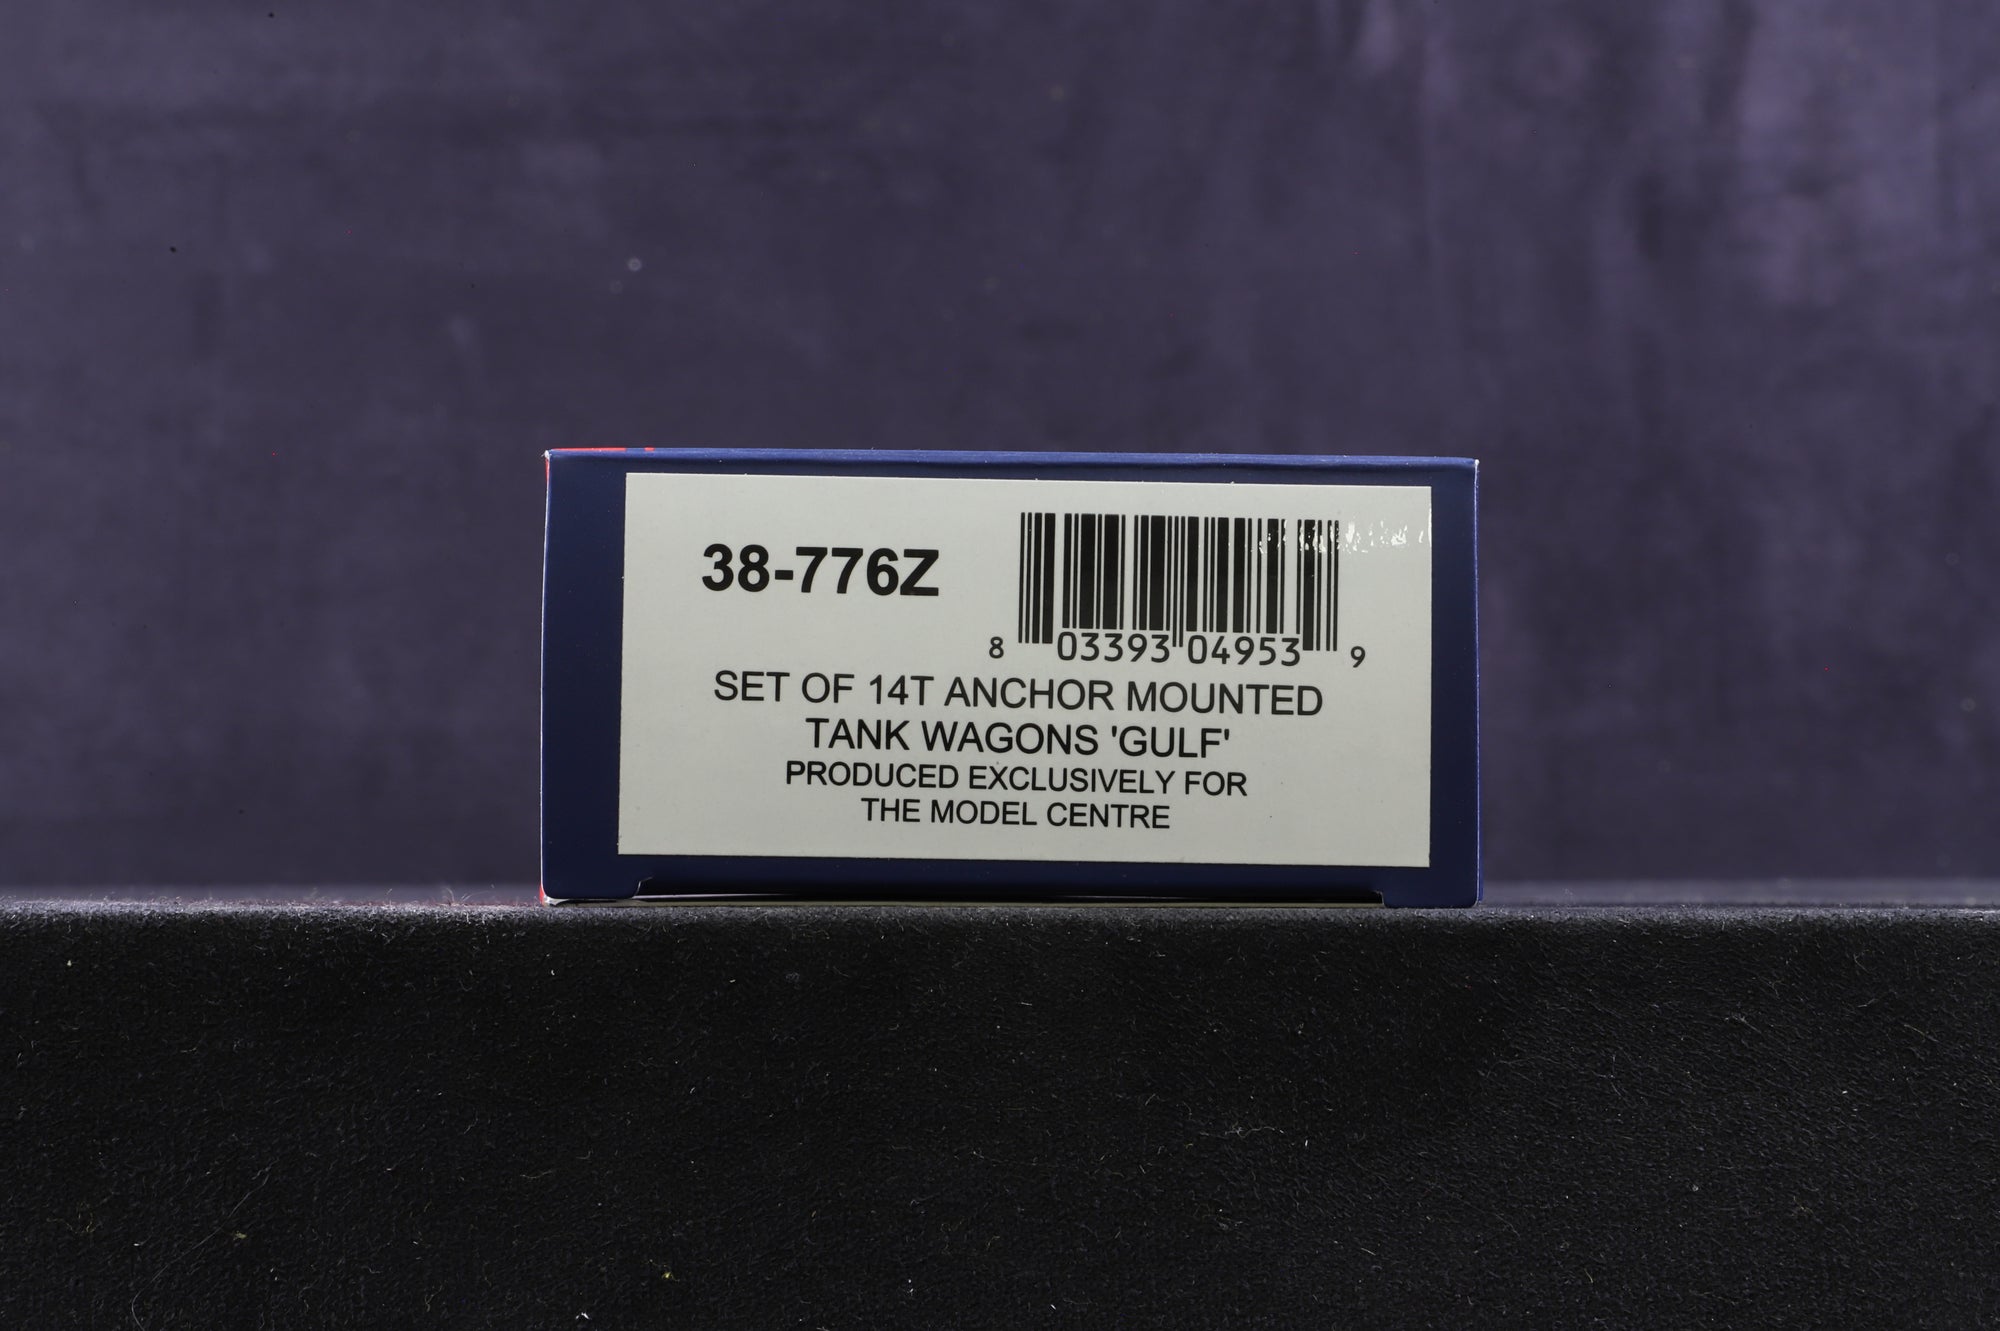 38-776Z
8 03393 04953 9
SET OF 14T ANCHOR MOUNTED
TANK WAGONS 'GULF'
PRODUCED EXCLUSIVELY FOR
THE MODEL CENTRE